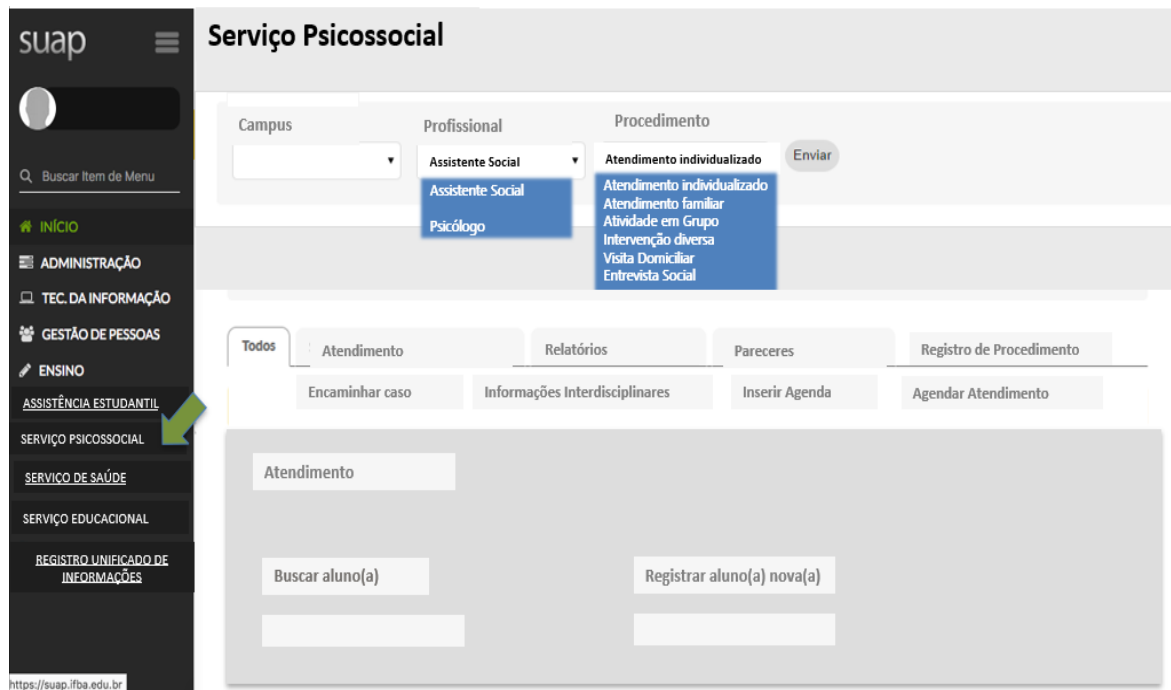 suap
Buscar Item de Menu
INÍCIO
ADMINISTRAÇÃO
TEC. DA INFORMAÇÃO
GESTÃO DE PESSOAS
ENSINO
ASSISTÊNCIA ESTUDANTIL
SERVIÇO PSICOSSOCIAL
SERVIÇO DE SAÚDE
SERVIÇO EDUCACIONAL
REGISTRO UNIFICADO DE
INFORMAÇÕES
https://suap.ifba.edu.br
Serviço Psicossocial
Campus
Profissional
Assistente Social
Assistente Social
Psicólogo
Procedimento
Atendimento individualizado
Atendimento individualizado
Atendimento familiar
Atividade em Grupo
Intervenção diversa
Visita Domiciliar
Entrevista Social
Enviar
Todos
Atendimento
Relatórios
Pareceres
Registro de Procedimento
Encaminhar caso
Informações Interdisciplinares
Inserir Agenda
Agendar Atendimento
Atendimento
Buscar aluno(a)
Registrar aluno(a) nova(a)